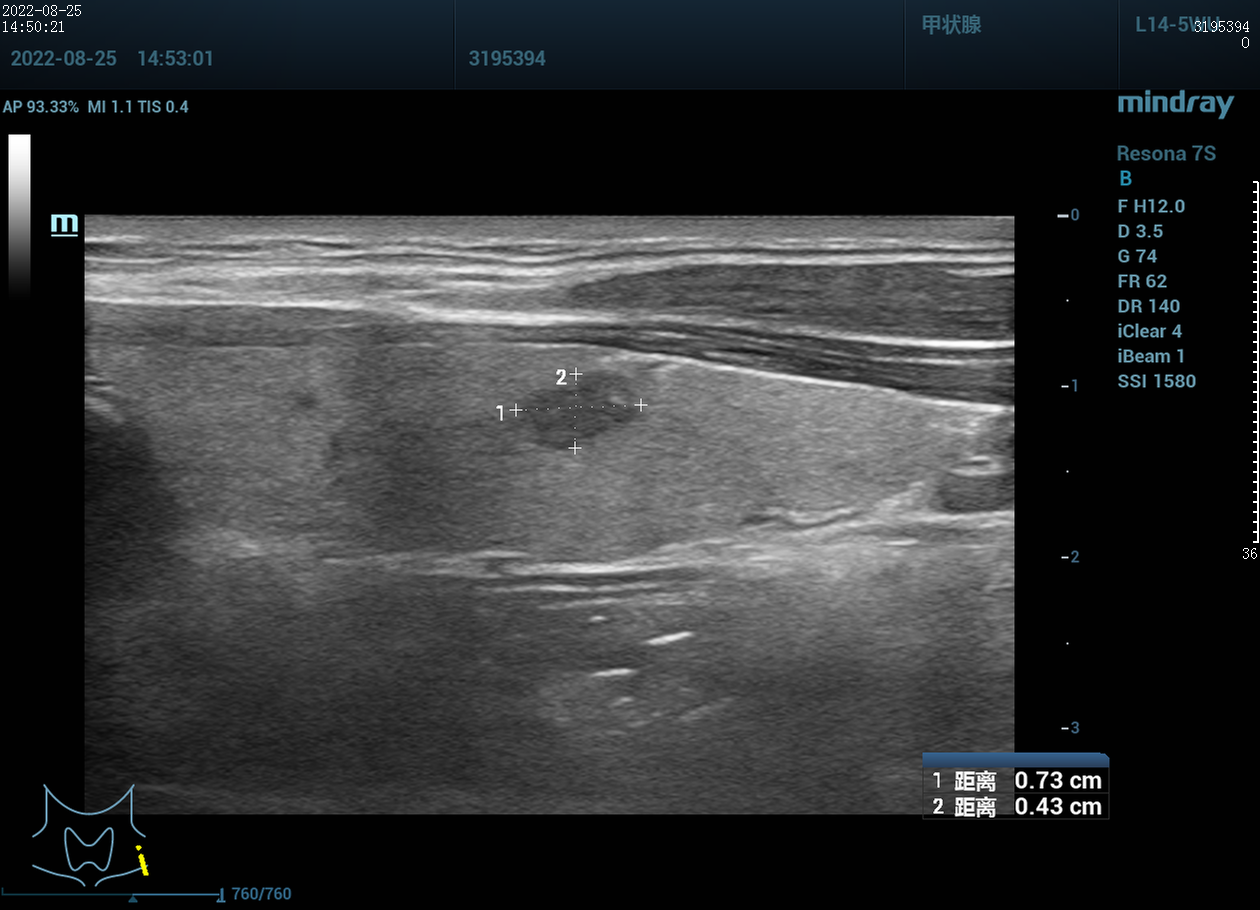 2022-08-25
14:50:21
甲状腺
3195394
0
2022-08-25 14:53:01
3195394
AP 93.33% MI 1.1 TIS 0.4
mindray
Resona 7S
B
m
F H12.0
D 3.5
G 74
FR 62
DR 140
iClear 4
iBeam 1
SSI 1580
0
1
2
3
2
1
36
1 距离 0.73 cm
2 距离 0.43 cm
760/760